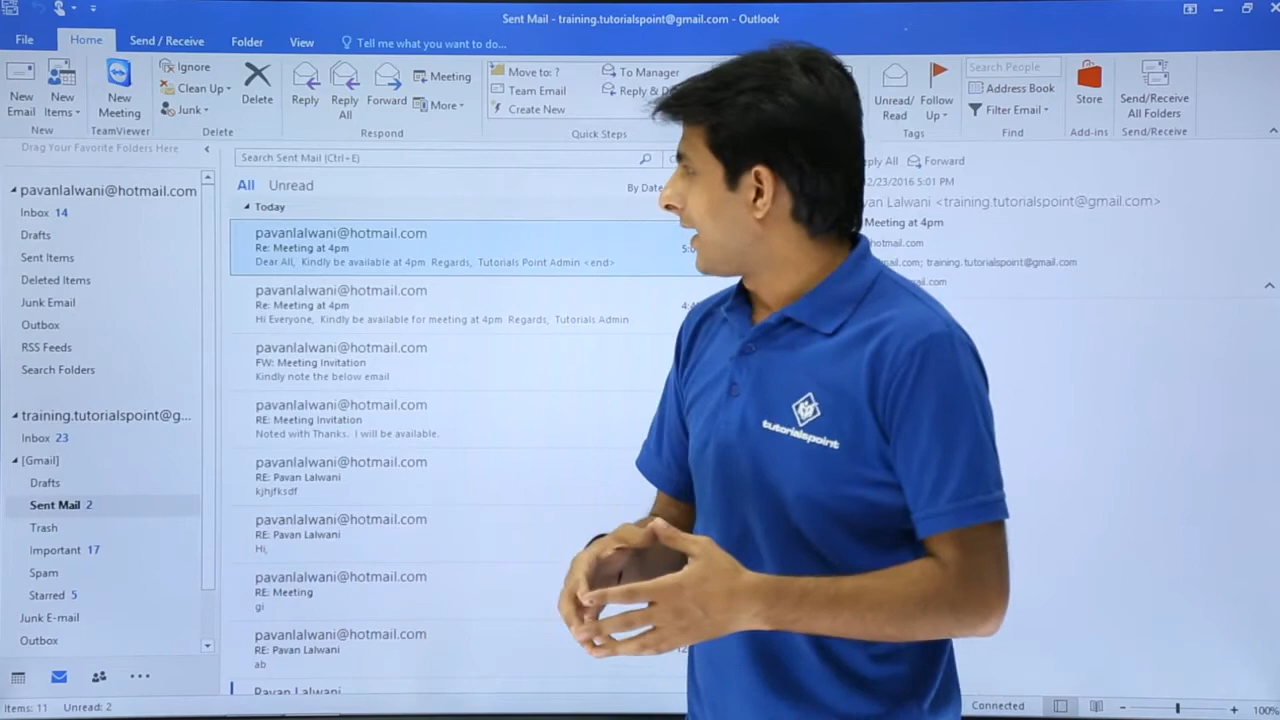 Sent Mail - training.tutorialspoint@gmail.com - Outlook
File Home Send / Receive Folder View Tell me what you want to do...
New Email
New Items
New
New Meeting
TeamViewer
Ignore
Clean Up
Junk
Delete
Delete
Reply
Reply All
Forward
Meeting
More
Respond
Move to: ?
Team Email
Create New
To Manager
Reply & D
Quick Steps
Unread/ Read
Follow Up
Tags
Search People
Address Book
Filter Email
Find
Store
Add-ins
Send/Receive All Folders
Send/Receive
Drag Your Favorite Folders Here
pavanlalwani@hotmail.com
Inbox 14
Drafts
Sent Items
Deleted Items
Junk Email
Outbox
RSS Feeds
Search Folders
training.tutorialspoint@g...
Inbox 23
[Gmail]
Drafts
Sent Mail 2
Trash
Important 17
Spam
Starred 5
Junk E-mail
Outbox
Search Sent Mail (Ctrl+E)
All Unread By Date
Today
pavanlalwani@hotmail.com
Re: Meeting at 4pm
Dear All, Kindly be available at 4pm Regards, Tutorials Point Admin <end>
pavanlalwani@hotmail.com
Re: Meeting at 4pm
Hi Everyone, Kindly be available for meeting at 4pm Regards, Tutorials Admin
pavanlalwani@hotmail.com
FW: Meeting Invitation
Kindly note the below email
pavanlalwani@hotmail.com
RE: Meeting Invitation
Noted with Thanks. I will be available.
pavanlalwani@hotmail.com
RE: Pavan Lalwani
kjhjfksdf
pavanlalwani@hotmail.com
RE: Pavan Lalwani
Hi,
pavanlalwani@hotmail.com
RE: Meeting
gi
pavanlalwani@hotmail.com
RE: Pavan Lalwani
ab
Pavan Lalwani
ply All Forward
2/23/2016 5:01 PM
van Lalwani <training.tutorialspoint@gmail.com>
Meeting at 4pm
hotmail.com
mail.com; training.tutorialspoint@gmail.com
ail.com
tutorialspoint
Items: 11 Unread: 2
Connected 100%